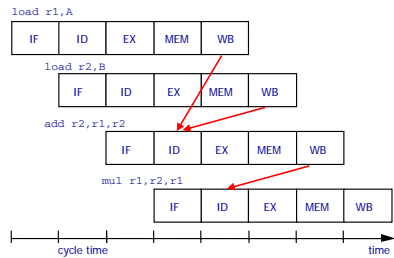 load r1,A
IF ID EX MEM WB
load r2,B
IF ID EX MEM WB
add r2,r1,r2
IF ID EX MEM WB
mul r1,r2,r1
IF ID EX MEM WB
cycle time time